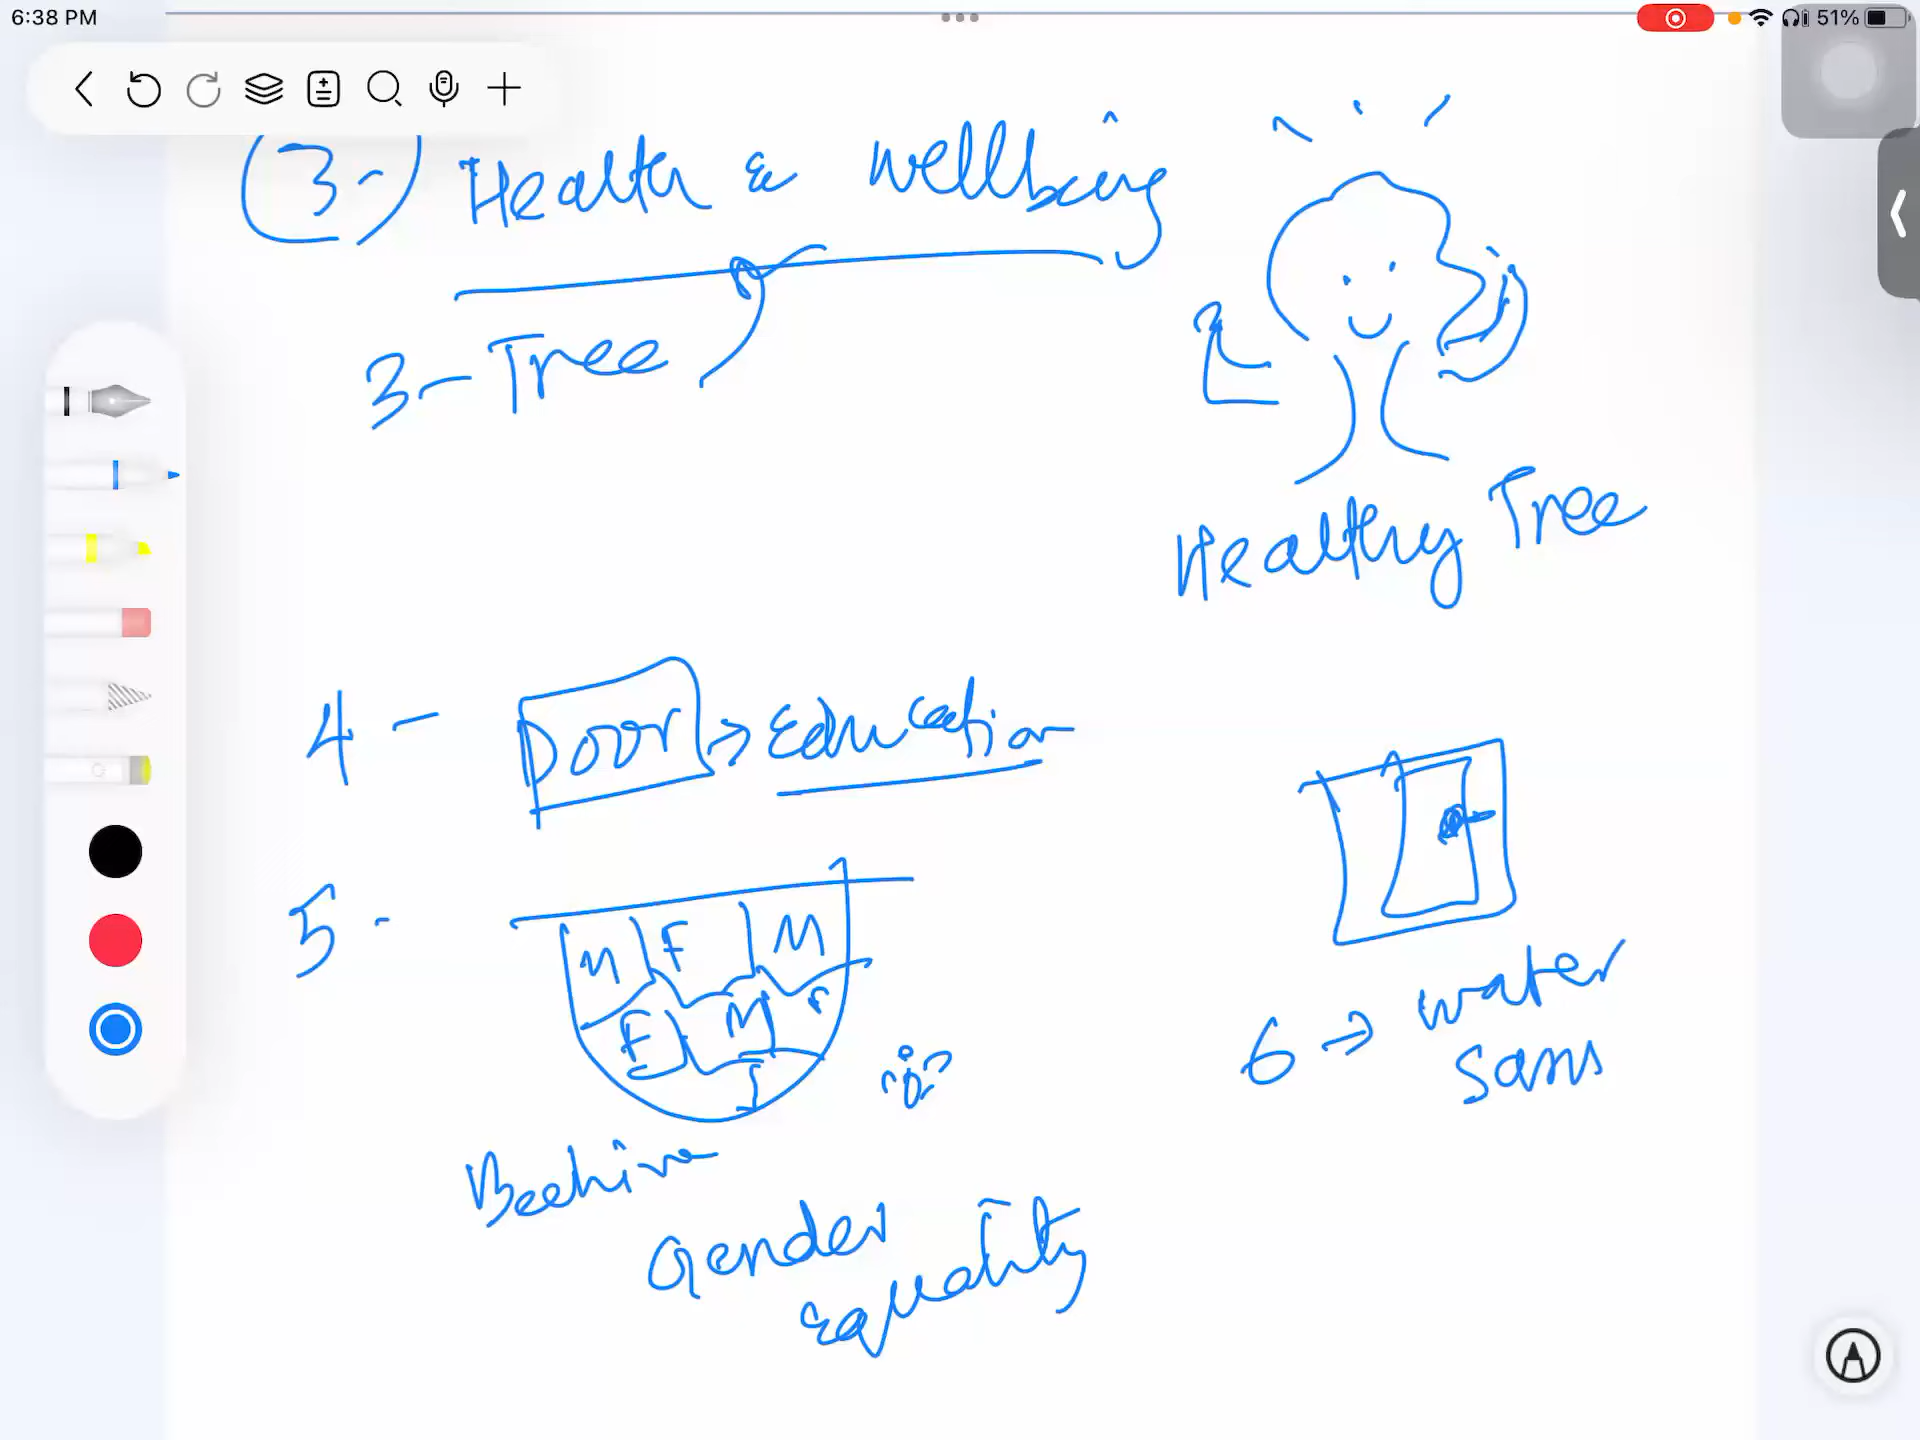 6:38 PM
51%
(3-) Health & wellbeing
3-Tree
Healthy Tree
4 - Door → Education
5 -
M F M
F M F
Beehive
Gender
Equality
6 → water
sans